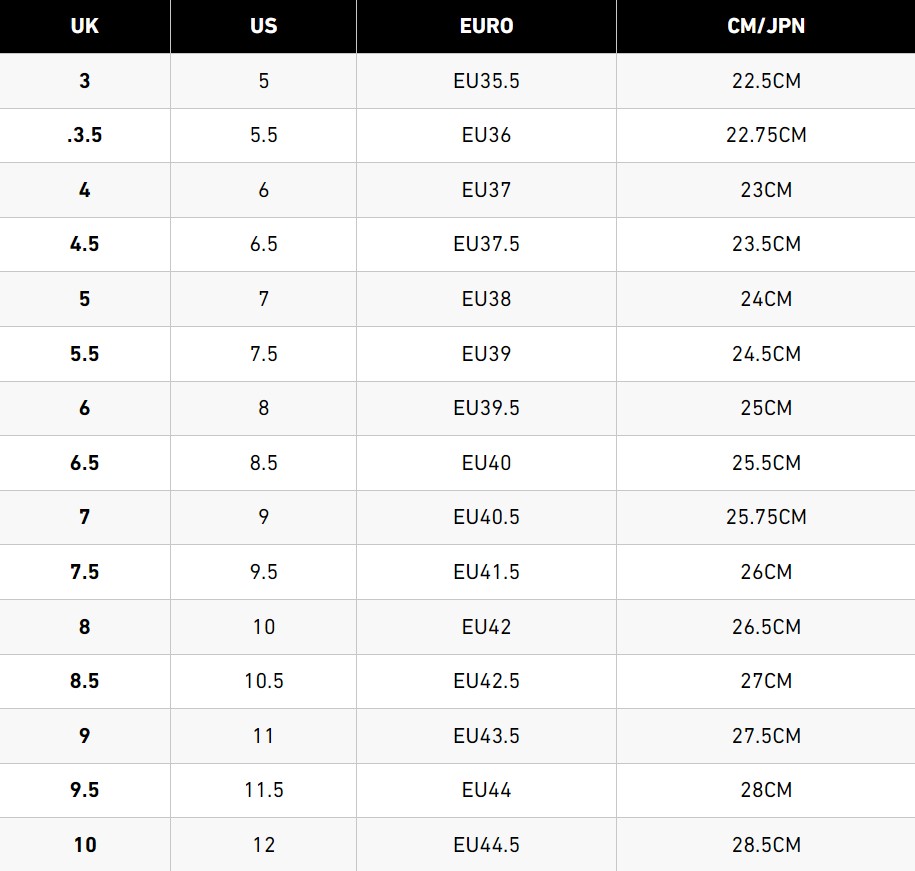 UK US EURO CM/JPN
3 5 EU35.5 22.5CM
.3.5 5.5 EU36 22.75CM
4 6 EU37 23CM
4.5 6.5 EU37.5 23.5CM
5 7 EU38 24CM
5.5 7.5 EU39 24.5CM
6 8 EU39.5 25CM
6.5 8.5 EU40 25.5CM
7 9 EU40.5 25.75CM
7.5 9.5 EU41.5 26CM
8 10 EU42 26.5CM
8.5 10.5 EU42.5 27CM
9 11 EU43.5 27.5CM
9.5 11.5 EU44 28CM
10 12 EU44.5 28.5CM